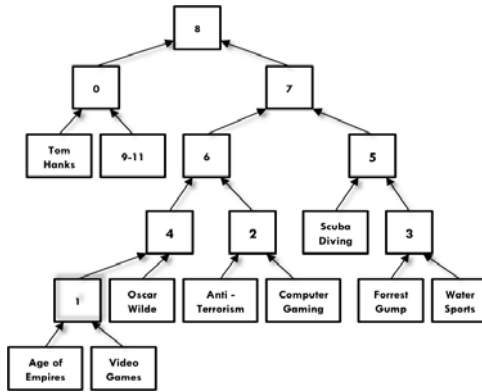 8
0
7
Tom
Hanks
9-11
6
5
4
2
Scuba
Diving
3
1
Oscar
Wilde
Anti -
Terrorism
Computer
Gaming
Forrest
Gump
Water
Sports
Age of
Empires
Video
Games